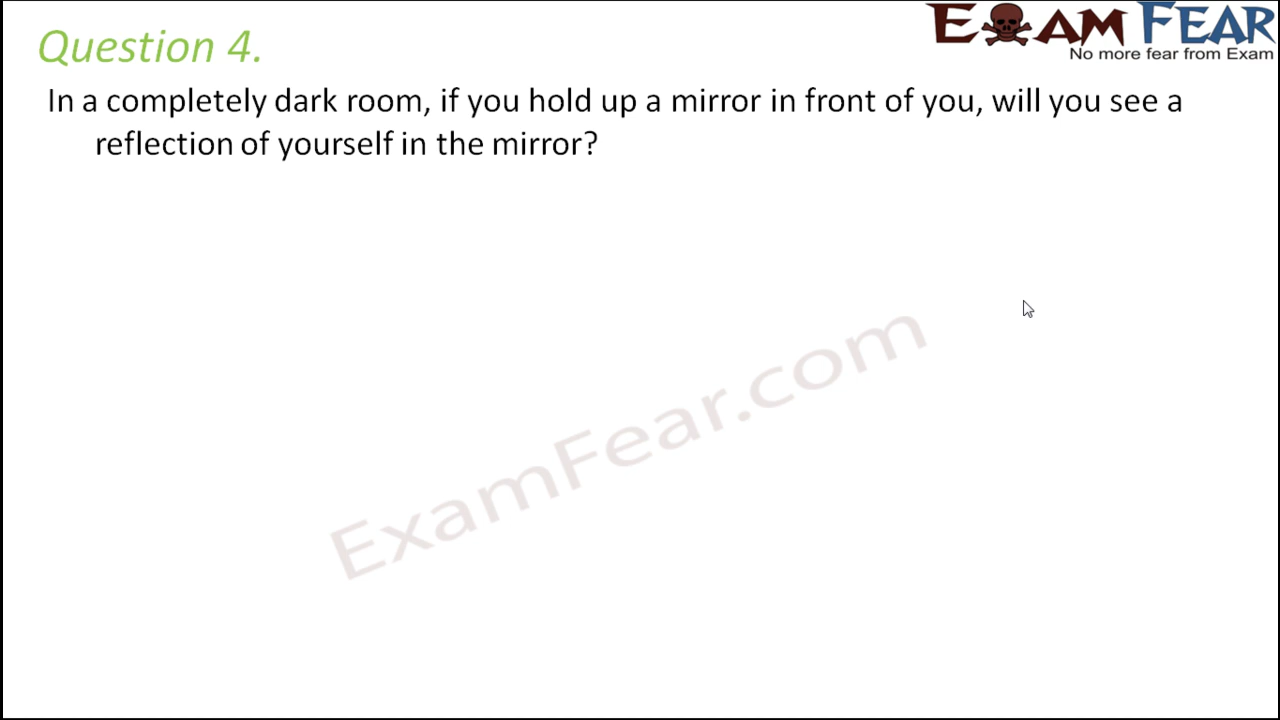 EXAM FEAR
No more fear from Exam
Question 4.
In a completely dark room, if you hold up a mirror in front of you, will you see a
reflection of yourself in the mirror?
ExamFear.com